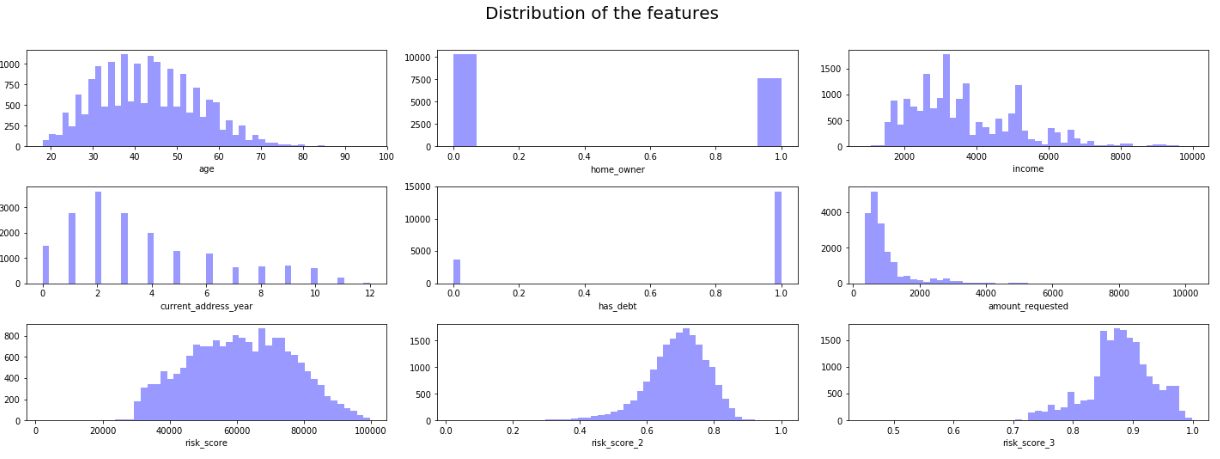 Distribution of the features
1000
750
500
250
0
20 30 40 50 60 70 80 90 100
age
10000
7500
5000
2500
0
0.0 0.2 0.4 0.6 0.8 1.0
home_owner
1500
1000
500
0
2000 4000 6000 8000 10000
income
3000
2000
1000
0
0 2 4 6 8 10 12
current_address_year
15000
10000
5000
0
0.0 0.2 0.4 0.6 0.8 1.0
has_debt
4000
2000
0
0 2000 4000 6000 8000 10000
amount_requested
800
600
400
200
0
0 20000 40000 60000 80000 100000
risk_score
1500
1000
500
0
0.0 0.2 0.4 0.6 0.8 1.0
risk_score_2
1500
1000
500
0
0.5 0.6 0.7 0.8 0.9 1.0
risk_score_3